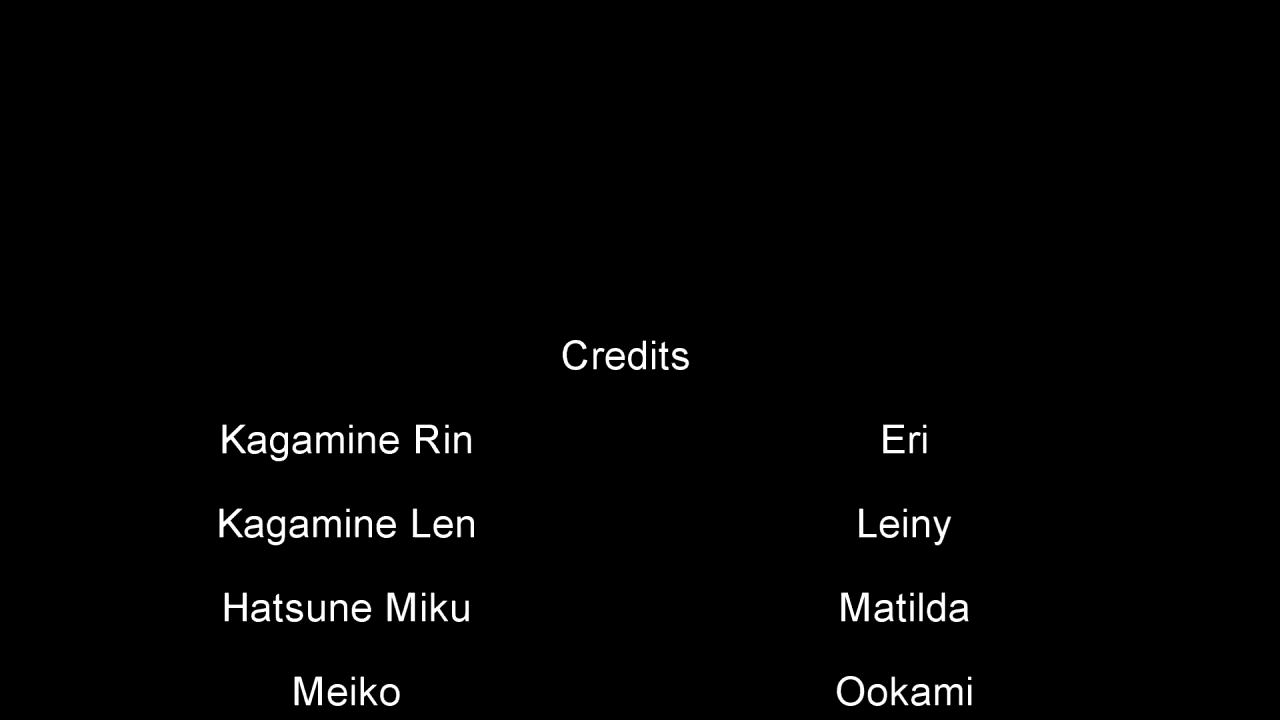 Credits
Kagamine Rin Eri
Kagamine Len Leiny
Hatsune Miku Matilda
Meiko Ookami